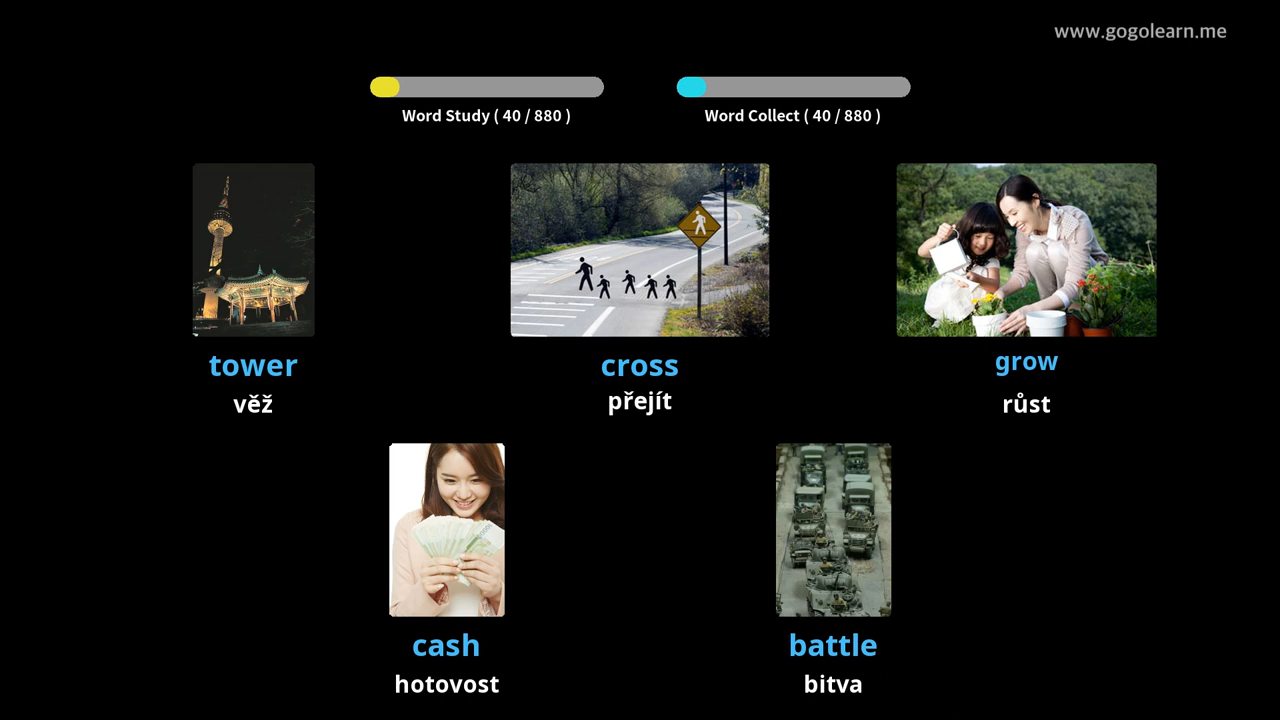 www.gogolearn.me
Word Study ( 40 / 880 )
Word Collect ( 40 / 880 )
tower
cross
grow
věž
přejít
růst
cash
battle
hotovost
bitva